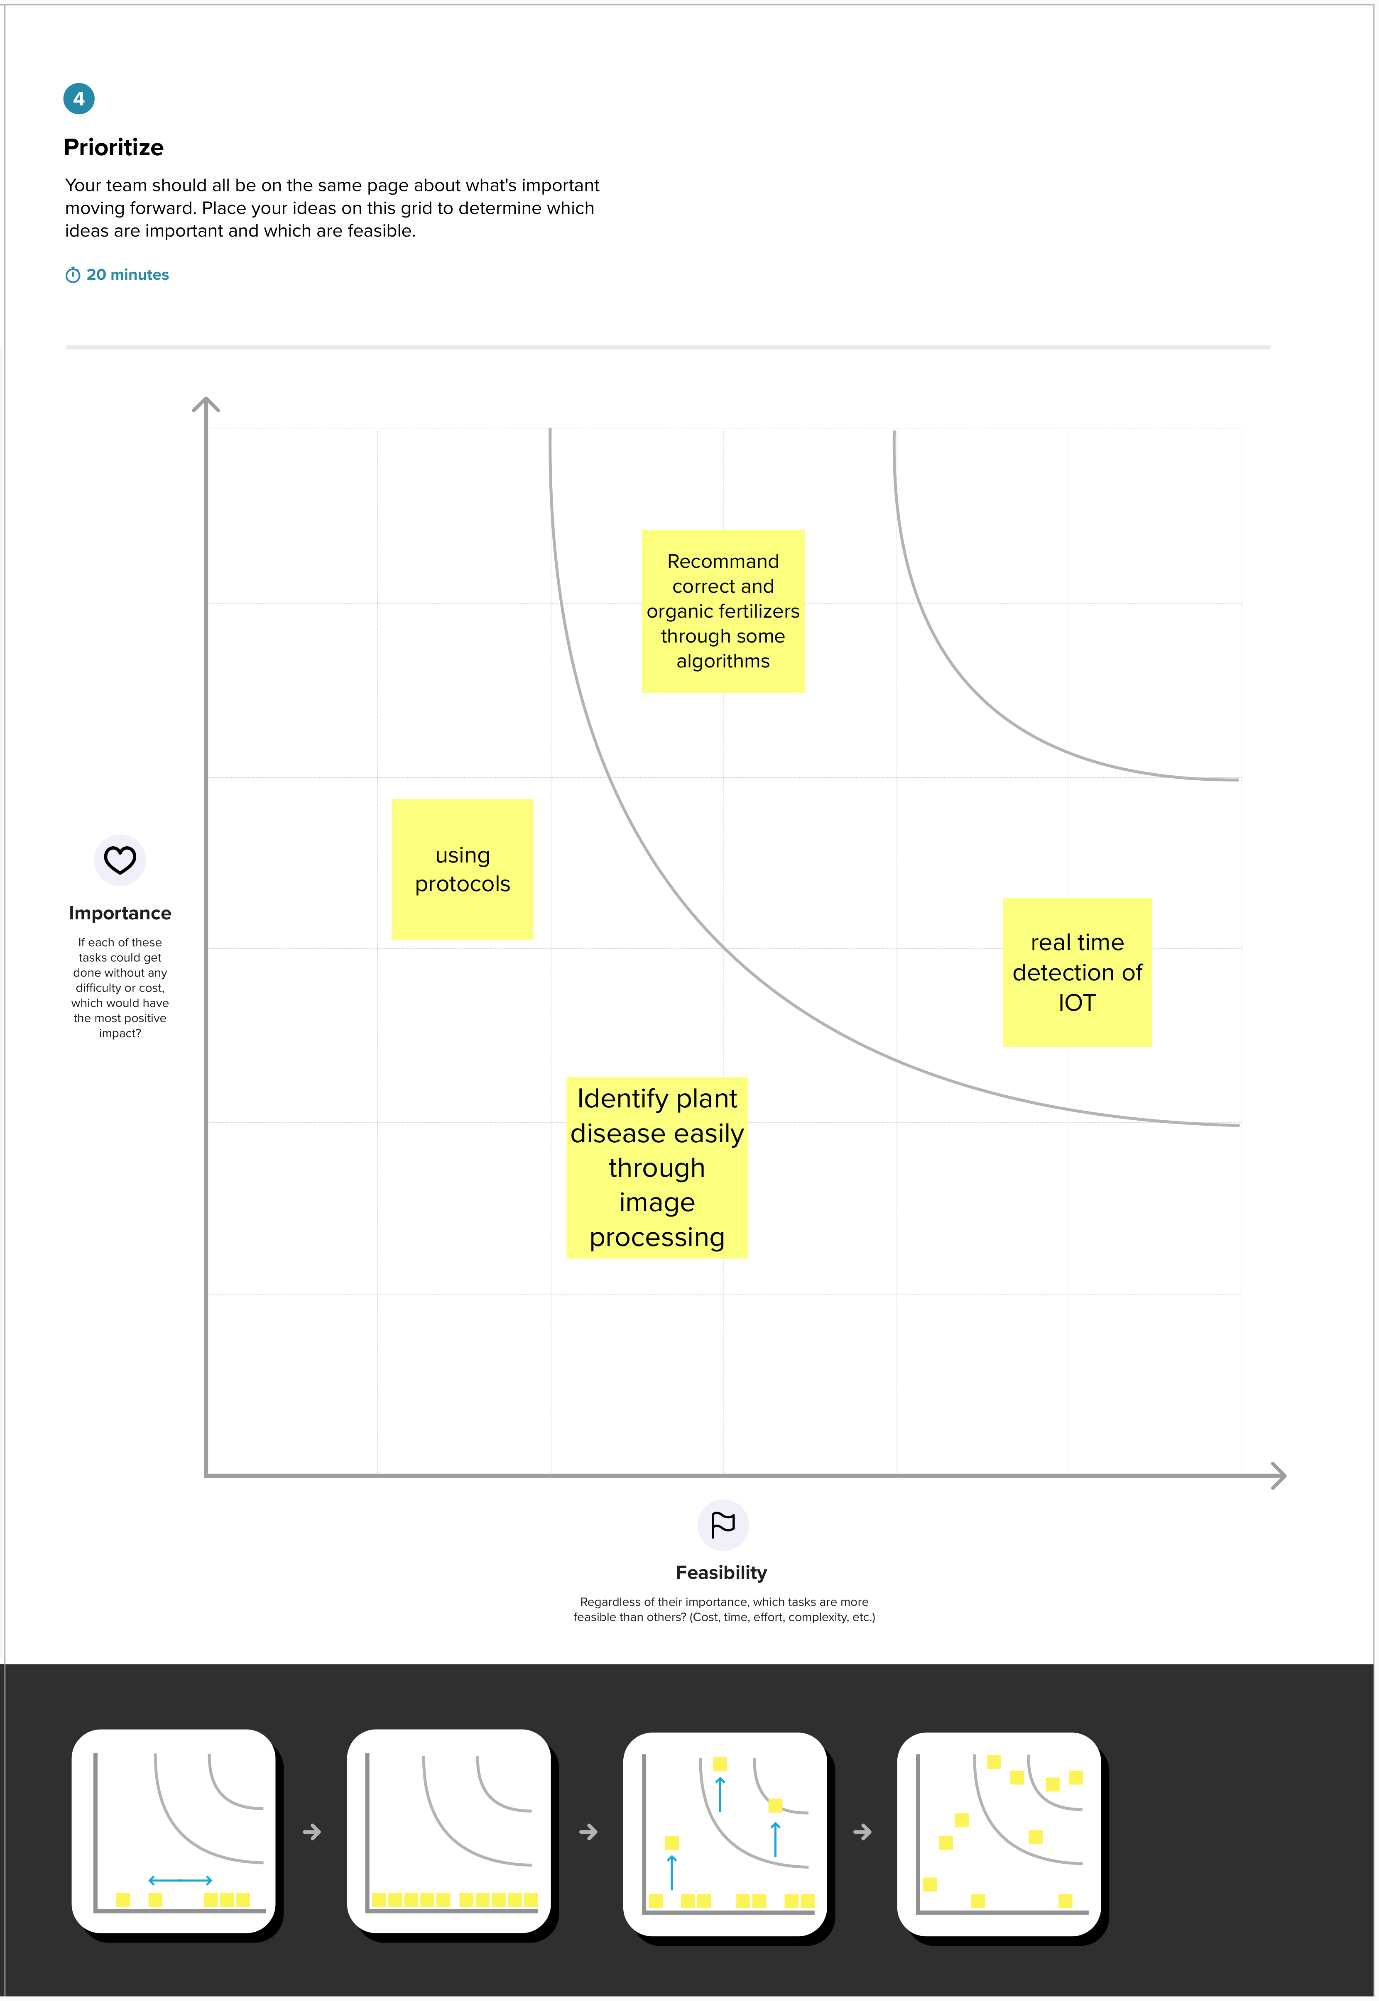 4
Prioritize
Your team should all be on the same page about what's important
moving forward. Place your ideas on this grid to determine which
ideas are important and which are feasible.
20 minutes
Recommand
correct and
organic fertilizers
through some
algorithms
using
protocols
Importance
If each of these
tasks could get
done without any
difficulty or cost,
which would have
the most positive
impact?
real time
detection of
IOT
Identify plant
disease easily
through
image
processing
Feasibility
Regardless of their importance, which tasks are more
feasible than others? (Cost, time, effort, complexity, etc.)